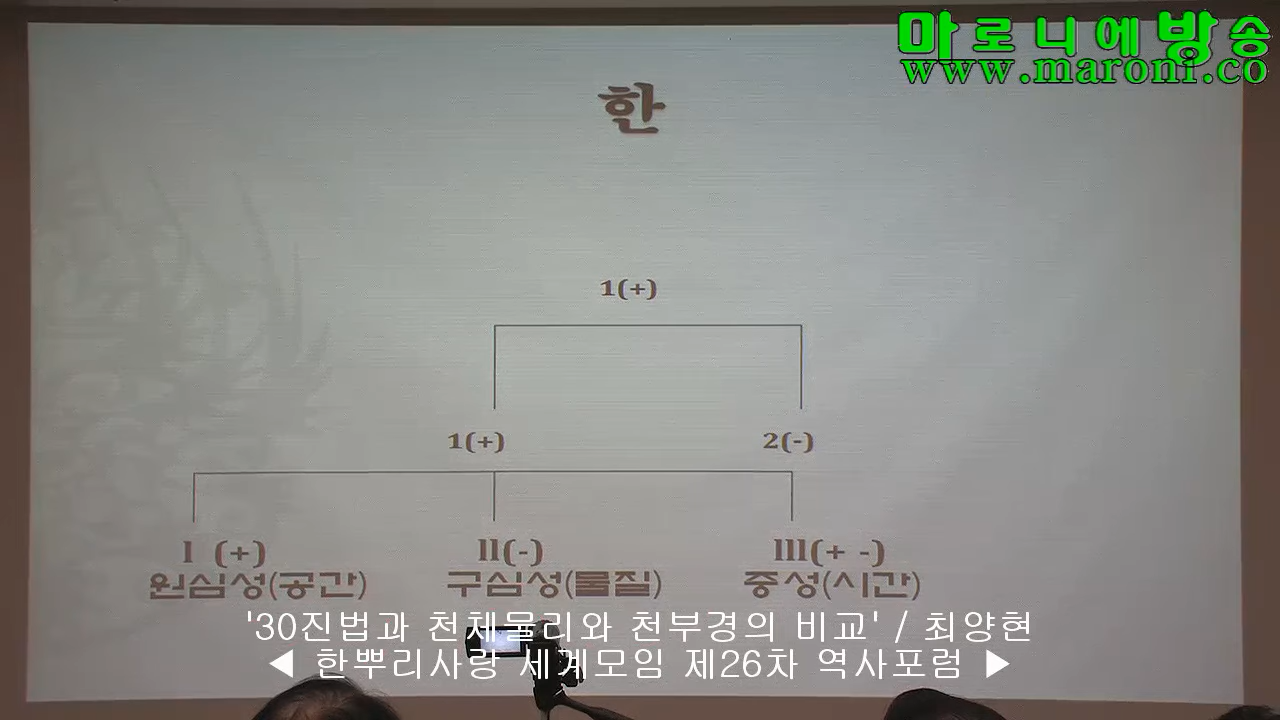 마로니에방송
www.maroni.co
한
1(+)
1(+) 2(-)
I (+) II(-) III(+ -)
원심성(공간) 구심성(물질) 중성(시간)
'30진법과 천체물리와 천부경의 비교' / 최양현
◀ 한뿌리사랑 세계모임 제26차 역사포럼 ▶